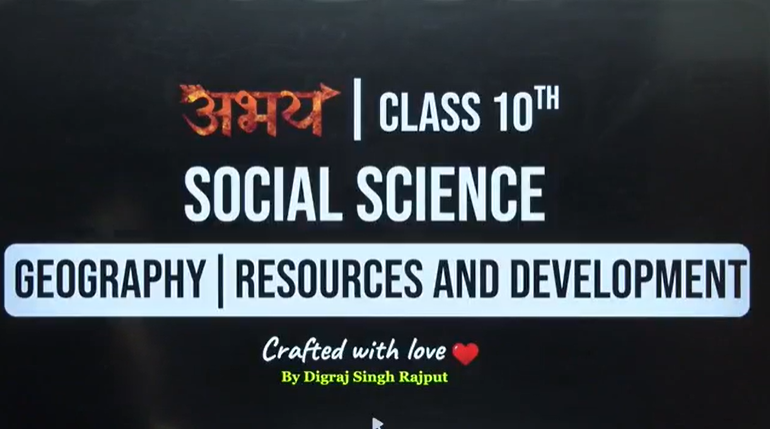 अभय | CLASS 10TH
SOCIAL SCIENCE
GEOGRAPHY | RESOURCES AND DEVELOPMENT
Crafted with love ❤️
By Digraj Singh Rajput